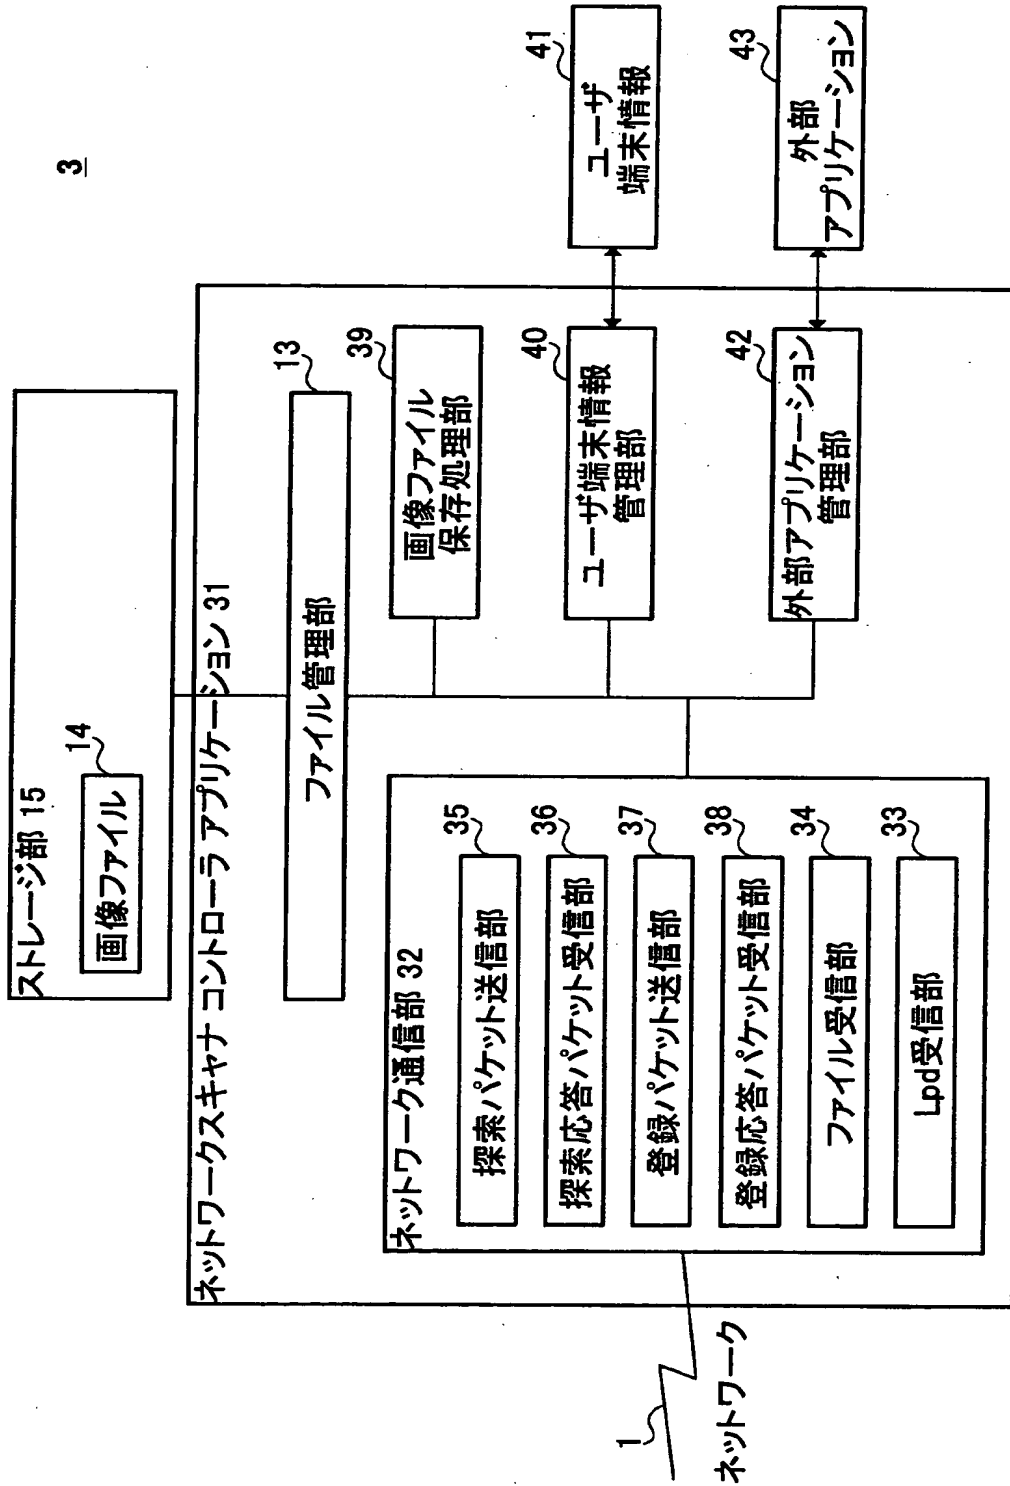 3
ストレージ部 15
画像ファイル
14
ネットワークスキャナ コントローラ アプリケーション 31
ファイル管理部
13
ネットワーク通信部 32
探索パケット送信部
35
探索応答パケット受信部
36
登録パケット送信部
37
登録応答パケット受信部
38
ファイル受信部
34
Lpd受信部
33
画像ファイル
保存処理部
39
ユーザ端末情報
管理部
40
ユーザ
端末情報
41
外部アプリケーション
管理部
42
外部
アプリケーション
43
1
ネットワーク